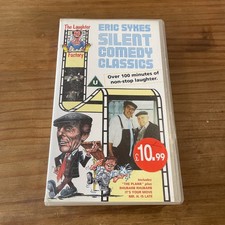 The Laughter
Factory
ERIC SYKES
SILENT
COMEDY
CLASSICS
U
Over 100 minutes of
non-stop laughter.
£10.99
Includes
"THE PLANK" plus
RHUBARB RHUBARB
IT'S YOUR MOVE
MR. H IS LATE